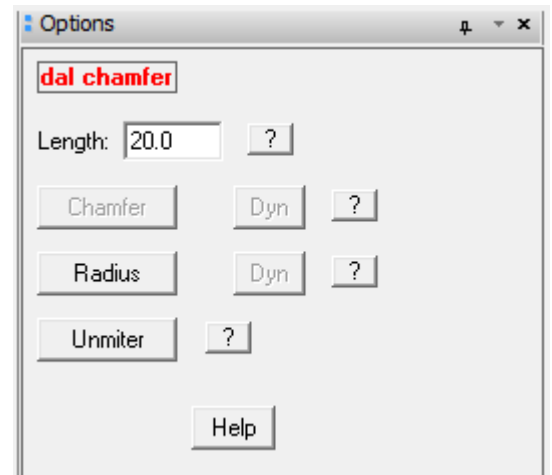 Options
dal chamfer
Length: 20.0 ?
Chamfer Dyn ?
Radius Dyn ?
Unmiter ?
Help